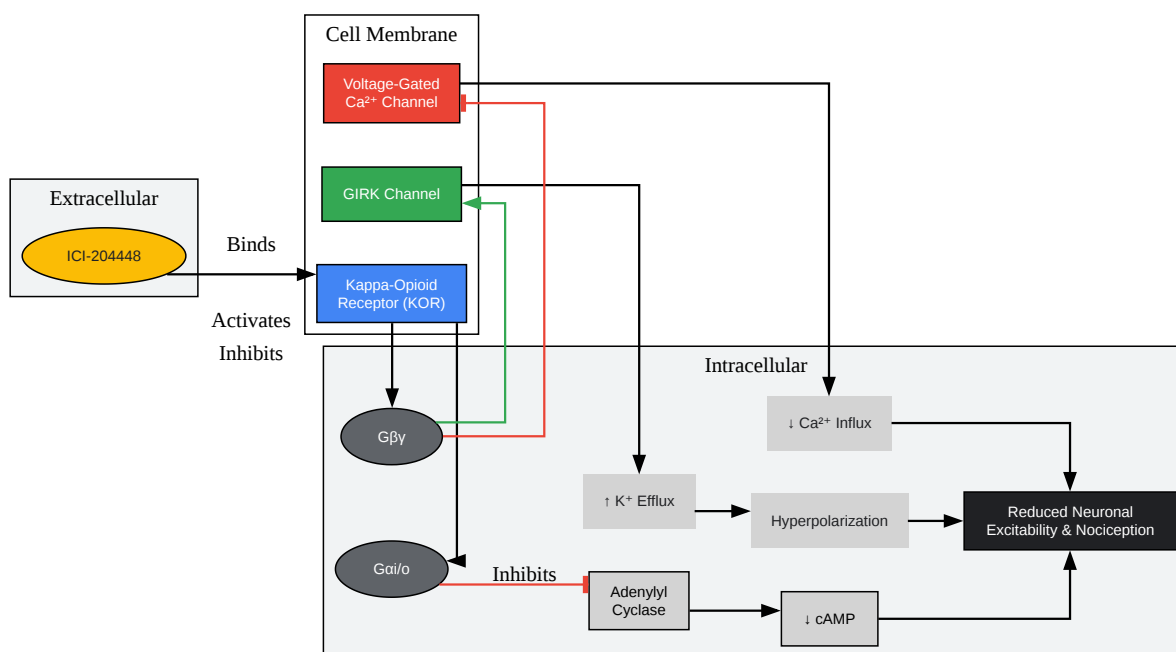 Cell Membrane
Voltage-Gated
Ca²⁺ Channel
GIRK Channel
Extracellular
ICI-204448
Binds
Kappa-Opioid
Receptor (KOR)
Activates
Inhibits
Intracellular
Gβγ
↓ Ca²⁺ Influx
↑ K⁺ Efflux
Hyperpolarization
Reduced Neuronal
Excitability & Nociception
Gαi/o
Inhibits
Adenylyl
Cyclase
↓ cAMP